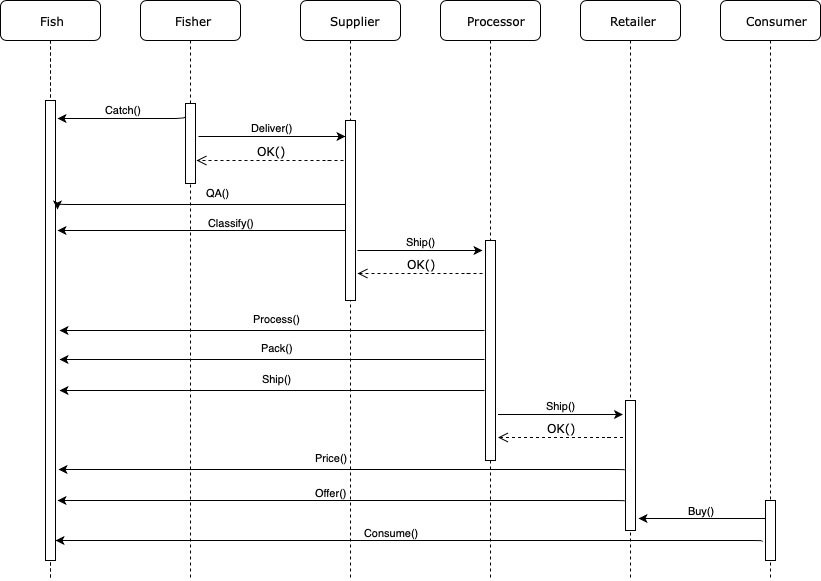 Fish
Fisher
Supplier
Processor
Retailer
Consumer
Catch()
Deliver()
OK()
QA()
Classify()
Ship()
OK()
Process()
Pack()
Ship()
Ship()
OK()
Price()
Offer()
Buy()
Consume()